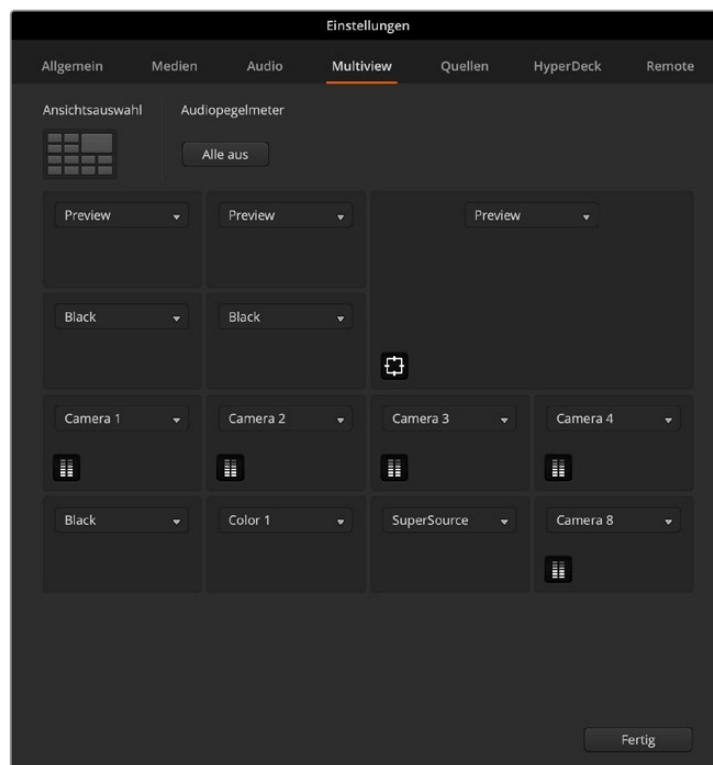 Einstellungen
Allgemein Medien Audio Multiview Quellen HyperDeck Remote
Ansichtsauswahl Audiopegelmeter
Alle aus
Preview Preview Preview
Black Black
Camera 1 Camera 2 Camera 3 Camera 4
Black Color 1 SuperSource Camera 8
Fertig